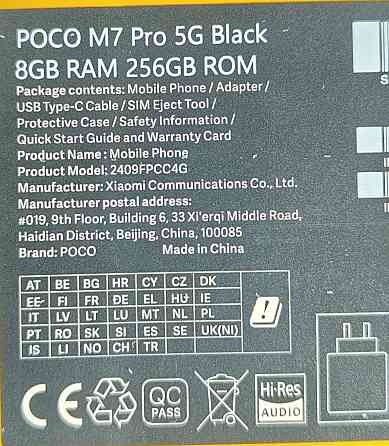 POCO M7 Pro 5G Black
8GB RAM 256GB ROM
Package contents: Mobile Phone / Adapter /
USB Type-C Cable / SIM Eject Tool /
Protective Case / Safety Information /
Quick Start Guide and Warranty Card
Product Name : Mobile Phone
Product Model: 2409FPCC4G
Manufacturer: Xiaomi Communications Co., Ltd.
Manufacturer postal address:
#019, 9th Floor, Building 6, 33 Xi'erqi Middle Road,
Haidian District, Beijing, China, 100085
Brand: POCO Made in China
AT BE BG HR CY CZ DK
EE FI FR DE EL HU IE
IT LV LT LU MT NL PL
PT RO SK SI ES SE UK(NI)
IS LI NO CH TR
CE
QC
PASS
Hi-Res
AUDIO